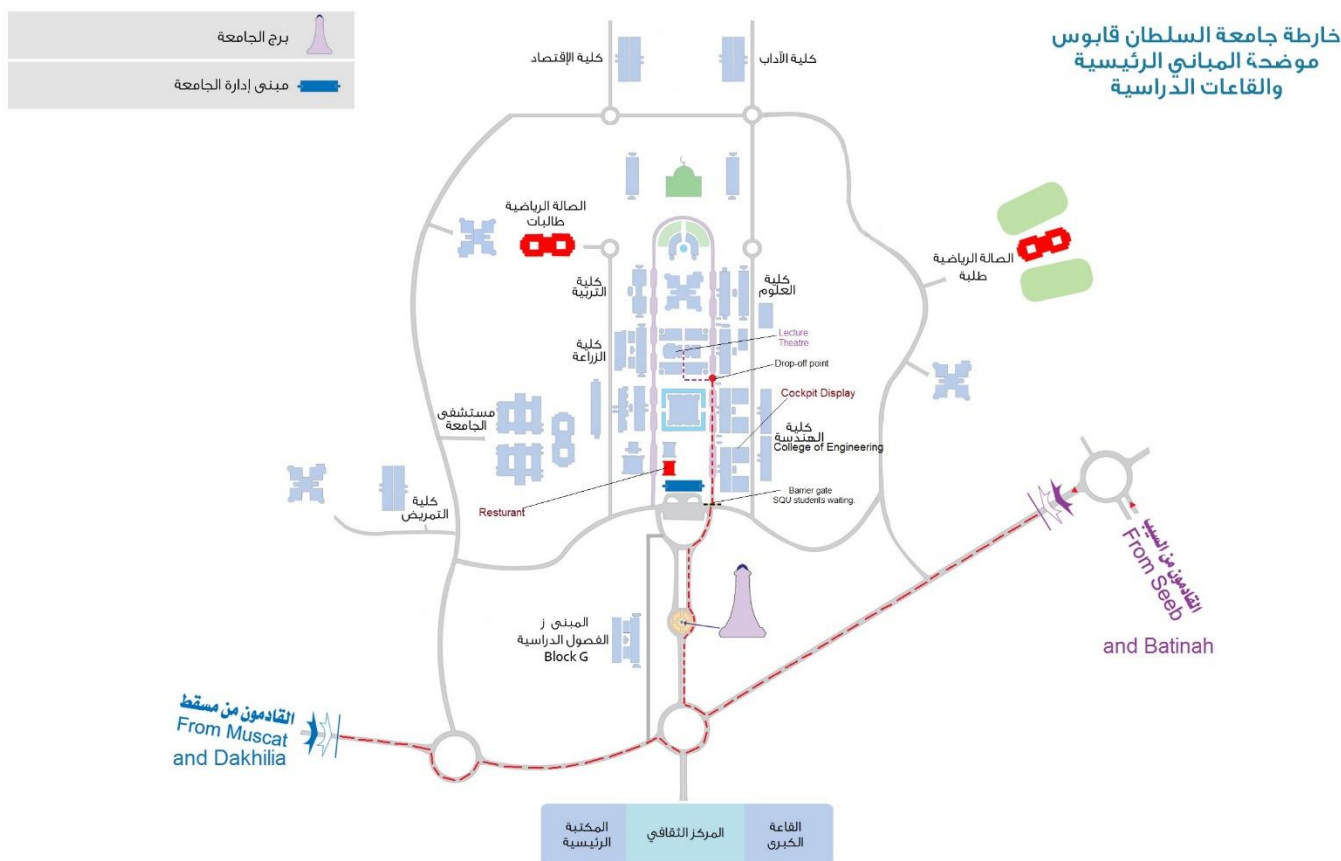 خارطة جامعة السلطان قابوس
موضحة المباني الرئيسية
والقاعات الدراسية
برج الجامعة
مبنى إدارة الجامعة
كلية الإقتصاد
كلية الآداب
الصالة الرياضية
طالبات
الصالة الرياضية
طلبة
كلية
التربية
كلية
العلوم
كلية
الزراعة
Lecture
Theatre
Drop-off point
Cockpit Display
مستشفى
الجامعة
كلية
الهندسة
College of Engineering
Resturant
Barrier gate
SQU students waiting.
كلية
التمريض
القادمون من السيب
From Seeb
and Batinah
المبنى ز
الفصول الدراسية
Block G
القادمون من مسقط
From Muscat
and Dakhilia
القاعة
الكبرى
المركز الثقافي
المكتبة
الرئيسية